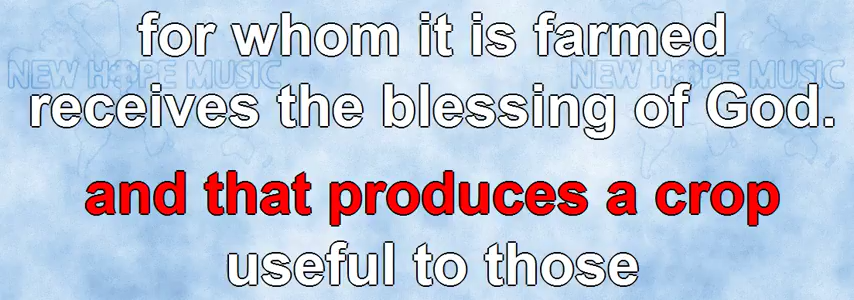 for whom it is farmed
NEW HOPE MUSIC NEW HOPE MUSIC
receives the blessing of God.
and that produces a crop
useful to those